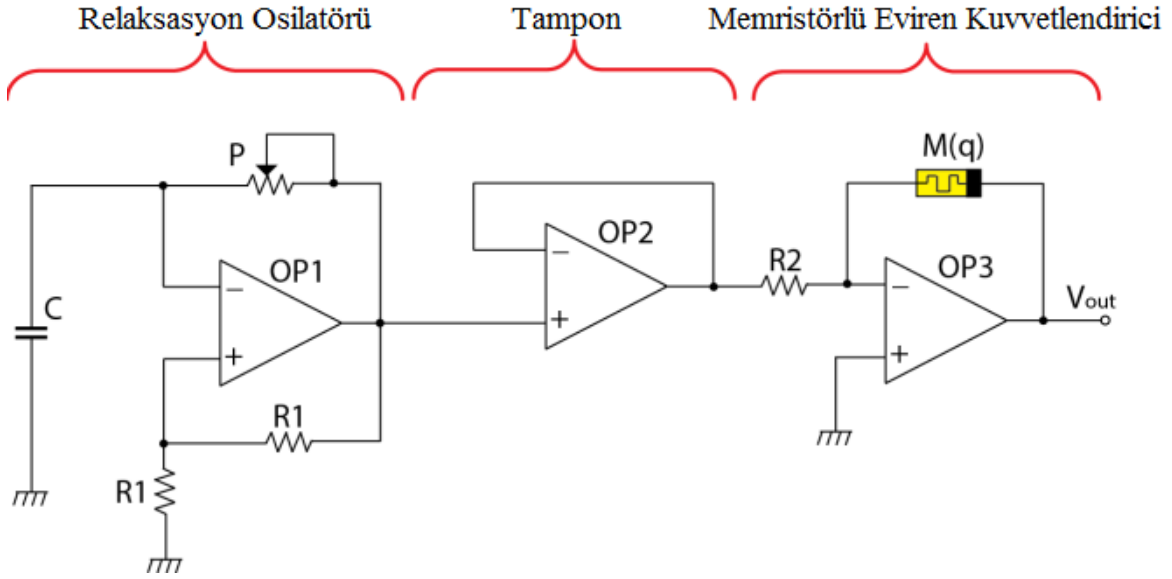 Relaksasyon Osilatörü
Tampon
Memristörlü Eviren Kuvvetlendirici
P
C
OP1
−
+
R1
R1
OP2
−
+
R2
M(q)
OP3
−
+
Vout